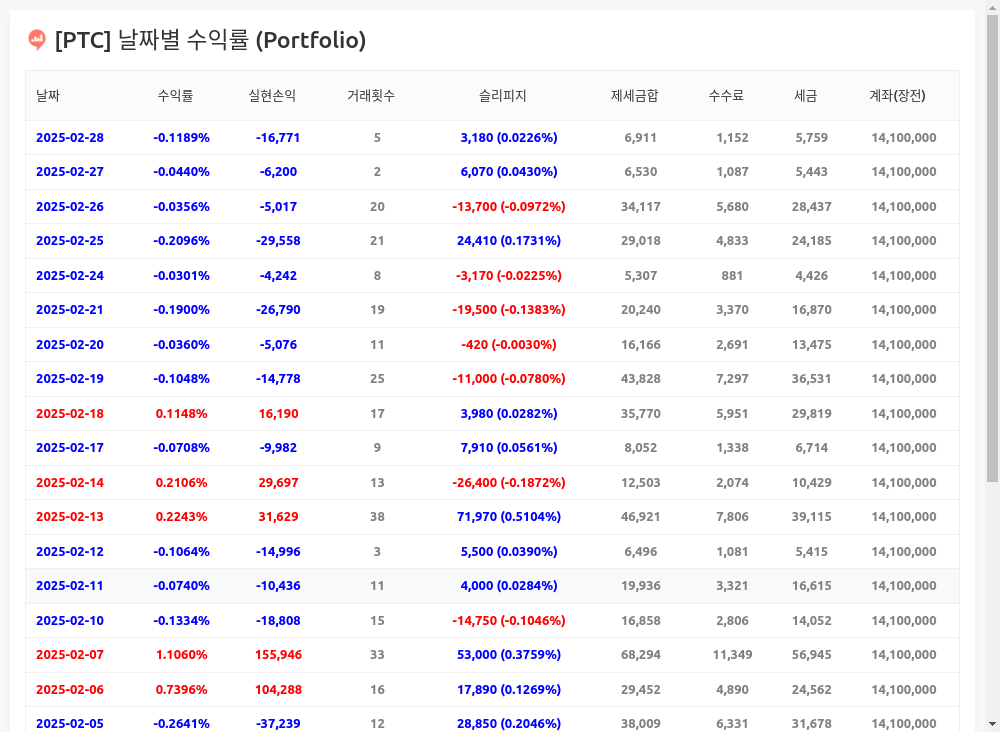 [PTC] 날짜별 수익률 (Portfolio)
날짜 수익률 실현손익 거래횟수 슬리피지 제세금합 수수료 세금 계좌(장전)
2025-02-28 -0.1189% -16,771 5 3,180 (0.0226%) 6,911 1,152 5,759 14,100,000
2025-02-27 -0.0440% -6,200 2 6,070 (0.0430%) 6,530 1,087 5,443 14,100,000
2025-02-26 -0.0356% -5,017 20 -13,700 (-0.0972%) 34,117 5,680 28,437 14,100,000
2025-02-25 -0.2096% -29,558 21 24,410 (0.1731%) 29,018 4,833 24,185 14,100,000
2025-02-24 -0.0301% -4,242 8 -3,170 (-0.0225%) 5,307 881 4,426 14,100,000
2025-02-21 -0.1900% -26,790 19 -19,500 (-0.1383%) 20,240 3,370 16,870 14,100,000
2025-02-20 -0.0360% -5,076 11 -420 (-0.0030%) 16,166 2,691 13,475 14,100,000
2025-02-19 -0.1048% -14,778 25 -11,000 (-0.0780%) 43,828 7,297 36,531 14,100,000
2025-02-18 0.1148% 16,190 17 3,980 (0.0282%) 35,770 5,951 29,819 14,100,000
2025-02-17 -0.0708% -9,982 9 7,910 (0.0561%) 8,052 1,338 6,714 14,100,000
2025-02-14 0.2106% 29,697 13 -26,400 (-0.1872%) 12,503 2,074 10,429 14,100,000
2025-02-13 0.2243% 31,629 38 71,970 (0.5104%) 46,921 7,806 39,115 14,100,000
2025-02-12 -0.1064% -14,996 3 5,500 (0.0390%) 6,496 1,081 5,415 14,100,000
2025-02-11 -0.0740% -10,436 11 4,000 (0.0284%) 19,936 3,321 16,615 14,100,000
2025-02-10 -0.1334% -18,808 15 -14,750 (-0.1046%) 16,858 2,806 14,052 14,100,000
2025-02-07 1.1060% 155,946 33 53,000 (0.3759%) 68,294 11,349 56,945 14,100,000
2025-02-06 0.7396% 104,288 16 17,890 (0.1269%) 29,452 4,890 24,562 14,100,000
2025-02-05 -0.2641% -37,239 12 28,850 (0.2046%) 38,009 6,331 31,678 14,100,000